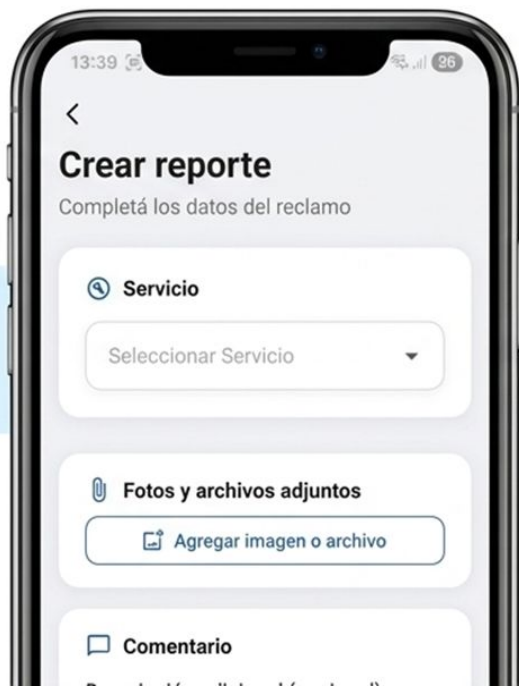 13:39
96
Crear reporte
Completá los datos del reclamo
Servicio
Seleccionar Servicio
Fotos y archivos adjuntos
Agregar imagen o archivo
Comentario